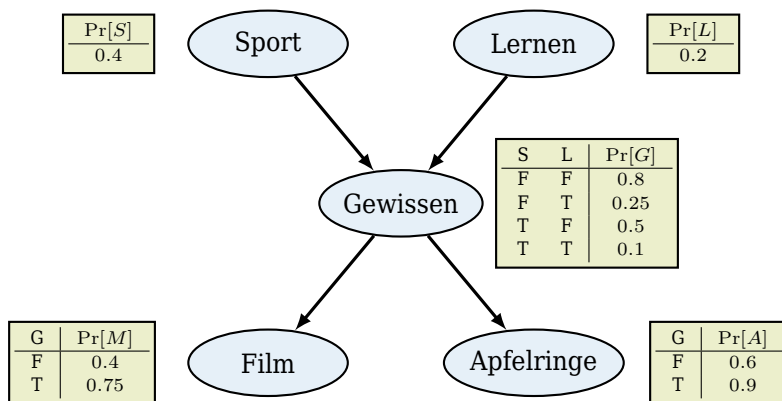 Pr[S]
0.4
Sport
Lernen
Pr[L]
0.2
Gewissen
S L Pr[G]
F F 0.8
F T 0.25
T F 0.5
T T 0.1
G Pr[M]
F 0.4
T 0.75
Film
Apfelringe
G Pr[A]
F 0.6
T 0.9